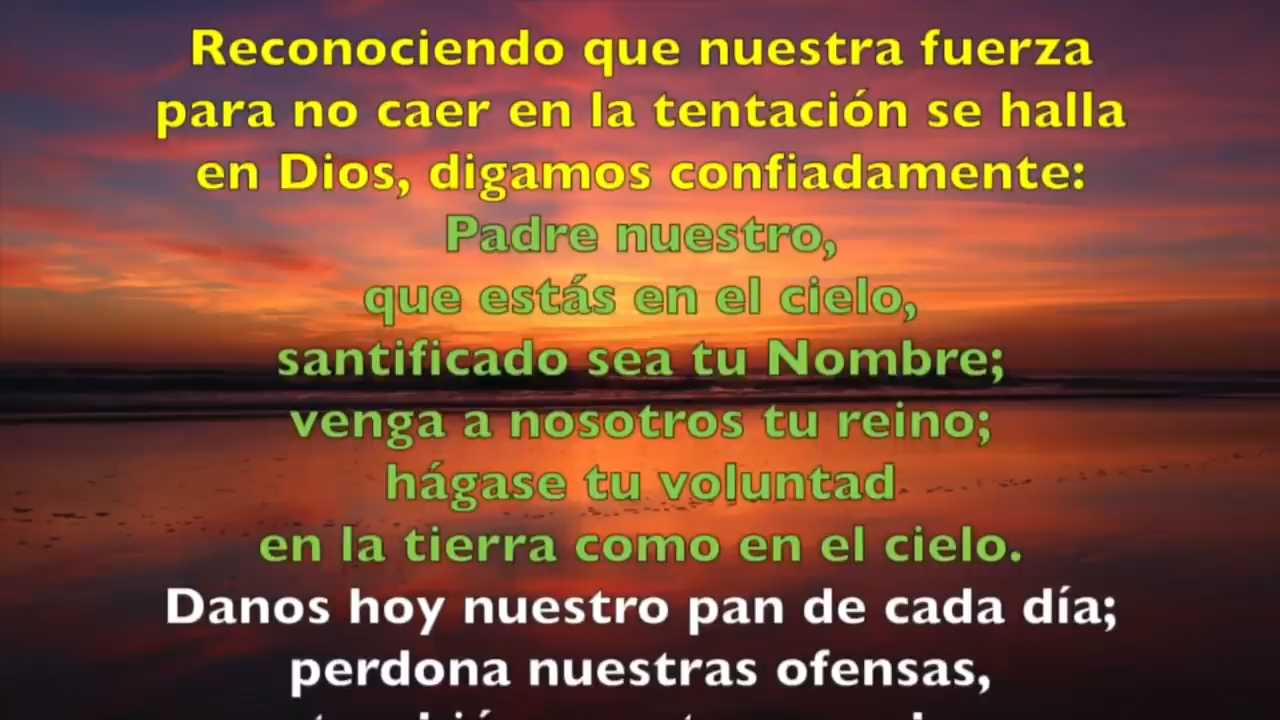 Reconociendo que nuestra fuerza
para no caer en la tentación se halla
en Dios, digamos confiadamente:
Padre nuestro,
que estás en el cielo,
santificado sea tu Nombre;
venga a nosotros tu reino;
hágase tu voluntad
en la tierra como en el cielo.
Danos hoy nuestro pan de cada día;
perdona nuestras ofensas,